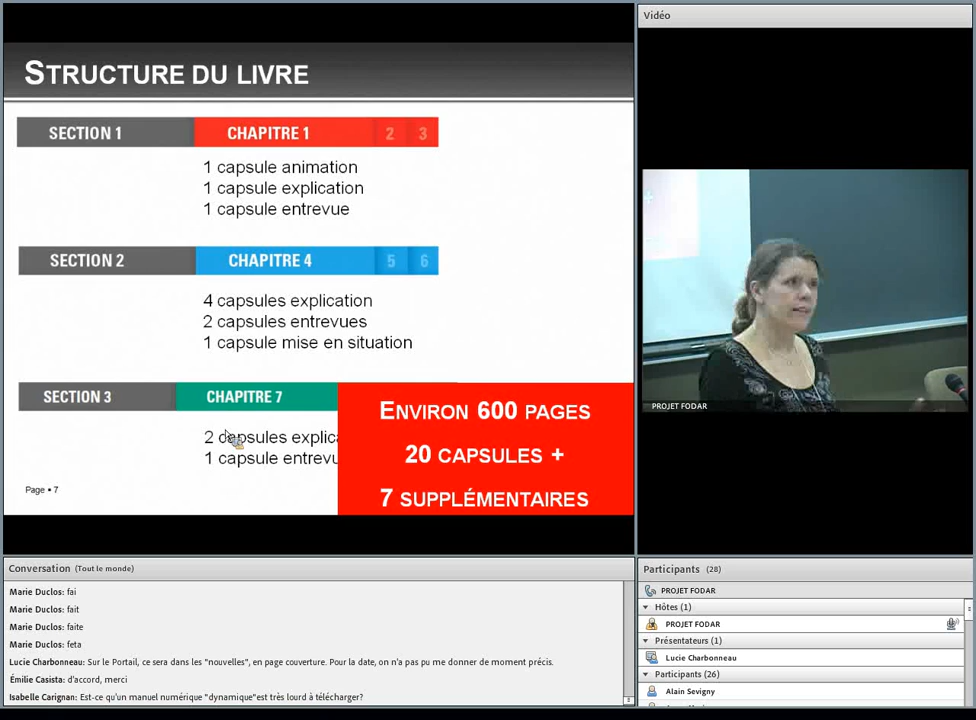 STRUCTURE DU LIVRE
SECTION 1 CHAPITRE 1 2 3
1 capsule animation
1 capsule explication
1 capsule entrevue
SECTION 2 CHAPITRE 4 5 6
4 capsules explication
2 capsules entrevues
1 capsule mise en situation
SECTION 3 CHAPITRE 7
2 capsules explica
1 capsule entrevu
ENVIRON 600 PAGES
20 CAPSULES +
7 SUPPLÉMENTAIRES
Page • 7
Vidéo
PROJET FODAR
Conversation (Tout le monde)
Marie Duclos: fai
Marie Duclos: fait
Marie Duclos: faite
Marie Duclos: feta
Lucie Charbonneau: Sur le Portail, ce sera dans les "nouvelles", en page couverture. Pour la date, on n'a pas pu me donner de moment précis.
Émilie Casista: d'accord, merci
Isabelle Carignan: Est-ce qu'un manuel numérique "dynamique"est très lourd à télécharger?
Participants (28)
PROJET FODAR
Hôtes (1)
PROJET FODAR
Présentateurs (1)
Lucie Charbonneau
Participants (26)
Alain Sevigny